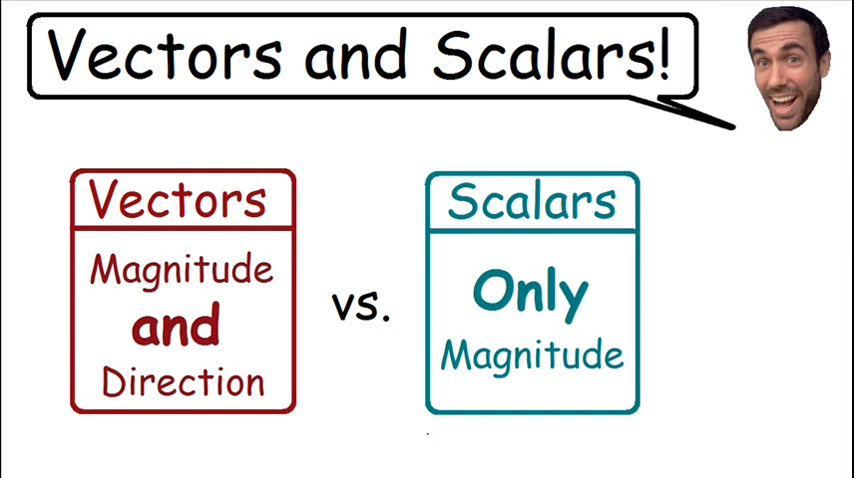 Vectors and Scalars!
Vectors
Magnitude
and
Direction
vs.
Scalars
Only
Magnitude